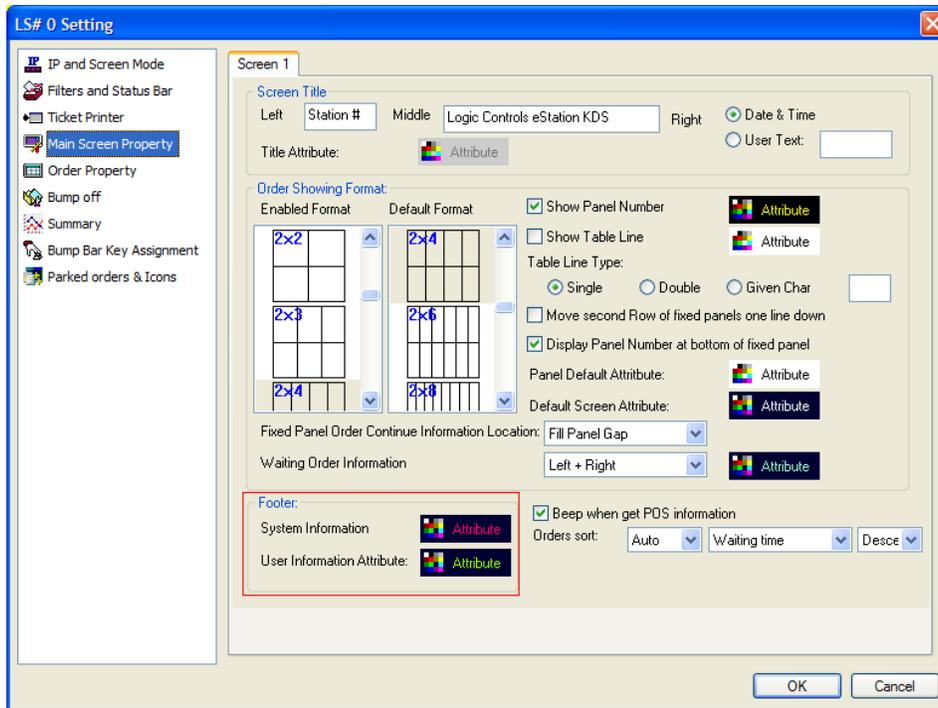 LS# 0 Setting
IP and Screen Mode
Filters and Status Bar
Ticket Printer
Main Screen Property
Order Property
Bump off
Summary
Bump Bar Key Assignment
Parked orders & Icons
Screen 1
Screen Title
Left Station # Middle Logic Controls eStation KDS Right Date & Time
User Text:
Title Attribute: Attribute
Order Showing Format:
Enabled Format Default Format
2x2
2x3
2x4
2x4
2x6
2x8
Show Panel Number Attribute
Show Table Line Attribute
Table Line Type:
Single Double Given Char
Move second Row of fixed panels one line down
Display Panel Number at bottom of fixed panel
Panel Default Attritbute: Attribute
Default Screen Attribute: Attribute
Fixed Panel Order Continue Information Location: Fill Panel Gap
Waiting Order Information Left + Right Attribute
Footer:
System Information Attribute
User Information Attribute: Attribute
Beep when get POS information
Orders sort: Auto Waiting time Desce
OK Cancel